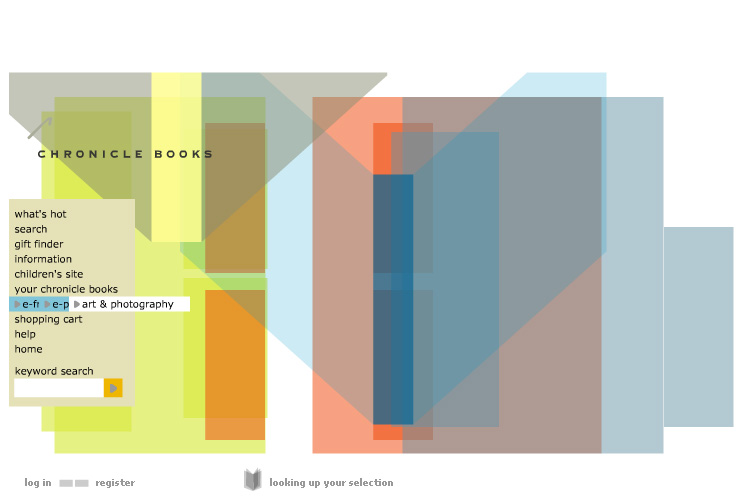 CHRONICLE BOOKS
what's hot
search
gift finder
information
children's site
your chronicle books
e-fr e-p art & photography
shopping cart
help
home
keyword search
log in register
looking up your selection